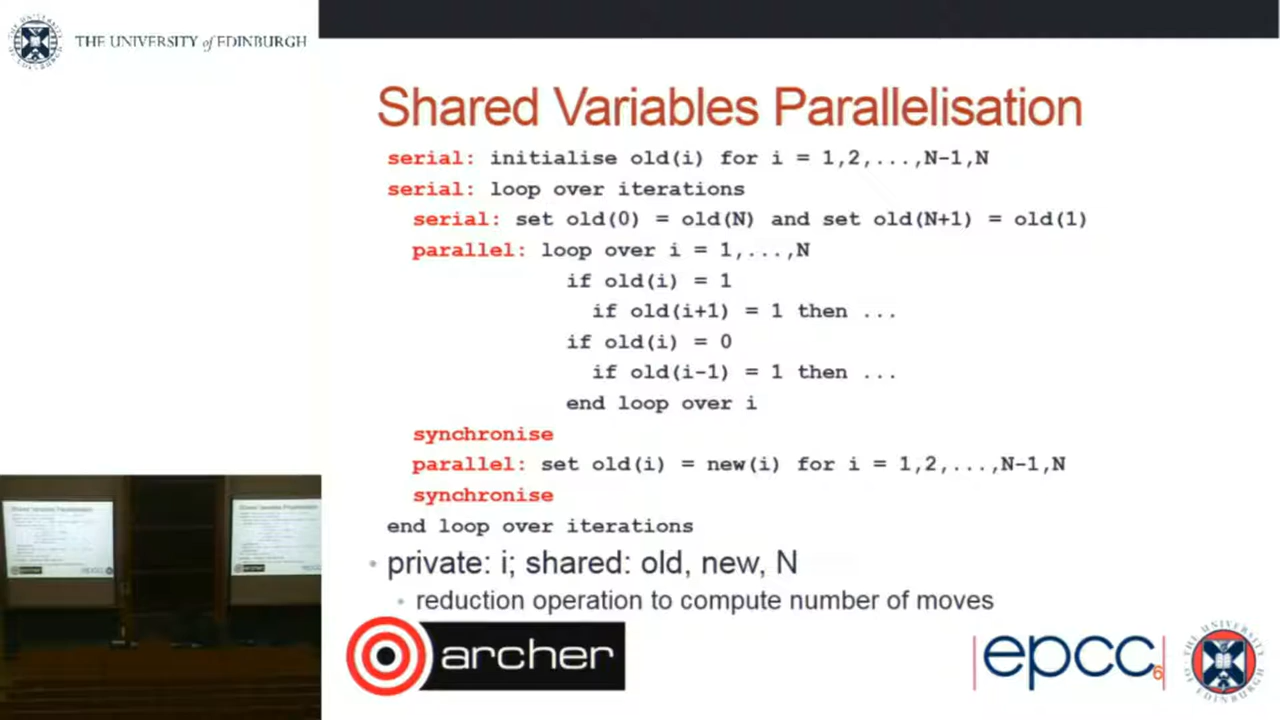 THE UNIVERSITY of EDINBURGH
Shared Variables Parallelisation
serial: initialise old(i) for i = 1,2,...,N-1,N
serial: loop over iterations
serial: set old(0) = old(N) and set old(N+1) = old(1)
parallel: loop over i = 1,...,N
if old(i) = 1
if old(i+1) = 1 then ...
if old(i) = 0
if old(i-1) = 1 then ...
end loop over i
synchronise
parallel: set old(i) = new(i) for i = 1,2,...,N-1,N
synchronise
end loop over iterations
• private: i; shared: old, new, N
• reduction operation to compute number of moves
archer
epcc
6